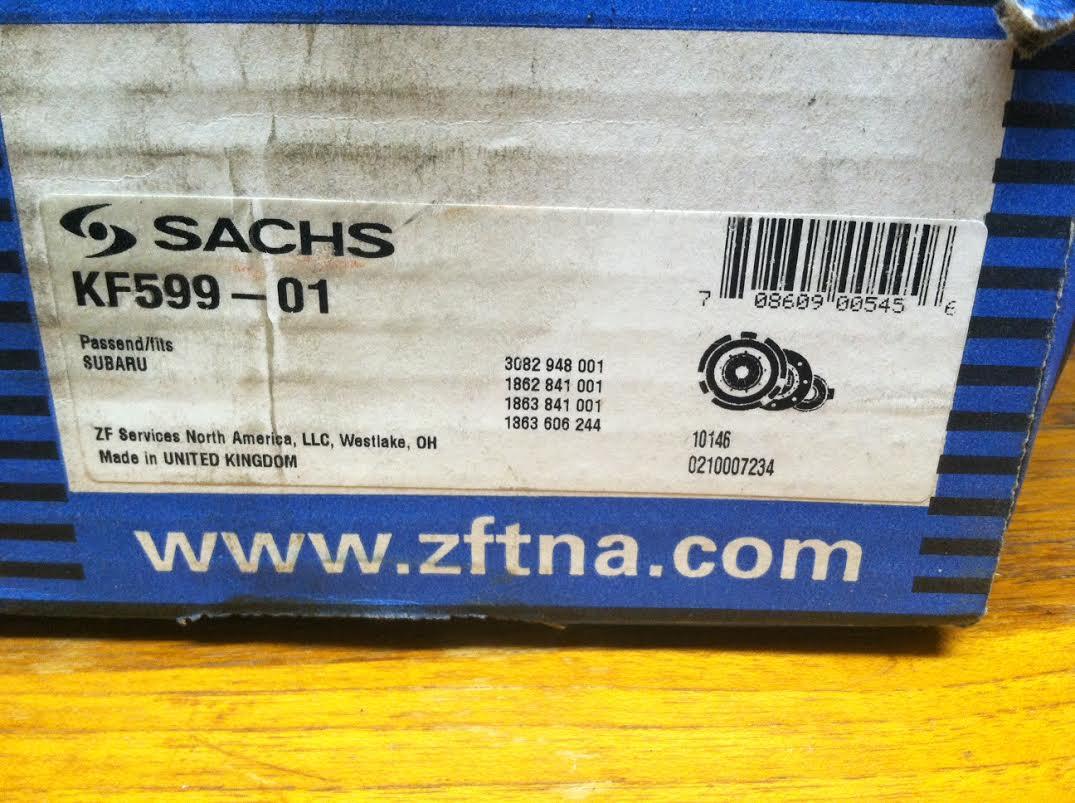 SACHS
KF599-01
Passend/fits
SUBARU
3082 948 001
1862 841 001
1863 841 001
1863 606 244
ZF Services North America, LLC, Westlake, OH
Made in UNITED KINGDOM
7 08609 00545 6
10146
0210007234
www.zftna.com